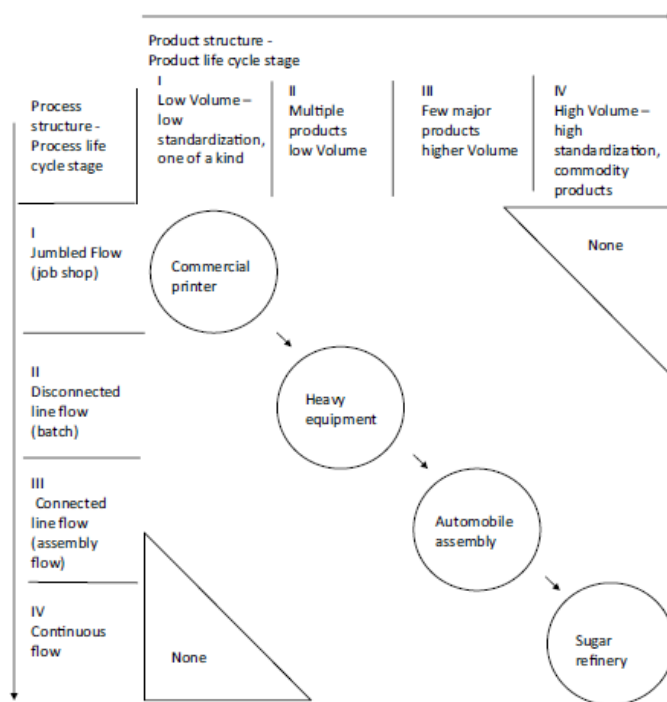 Product structure -
Product life cycle stage
Process
structure -
Process life
cycle stage
I
Low Volume –
low
standardization,
one of a kind
II
Multiple
products
low Volume
III
Few major
products
higher Volume
IV
High Volume –
high
standardization,
commodity
products
I
Jumbled Flow
(job shop)
Commercial
printer
None
II
Disconnected
line flow
(batch)
Heavy
equipment
III
Connected
line flow
(assembly
flow)
Automobile
assembly
IV
Continuous
flow
None
Sugar
refinery